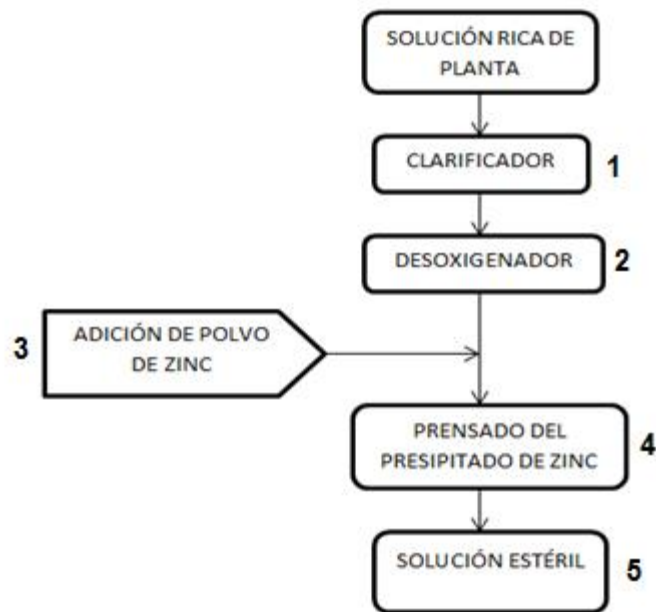 SOLUCIÓN RICA DE
PLANTA
CLARIFICADOR
1
DESOXIGENADOR
2
3
ADICIÓN DE POLVO
DE ZINC
PRENSADO DEL
PRESIPITADO DE ZINC
4
SOLUCIÓN ESTÉRIL
5